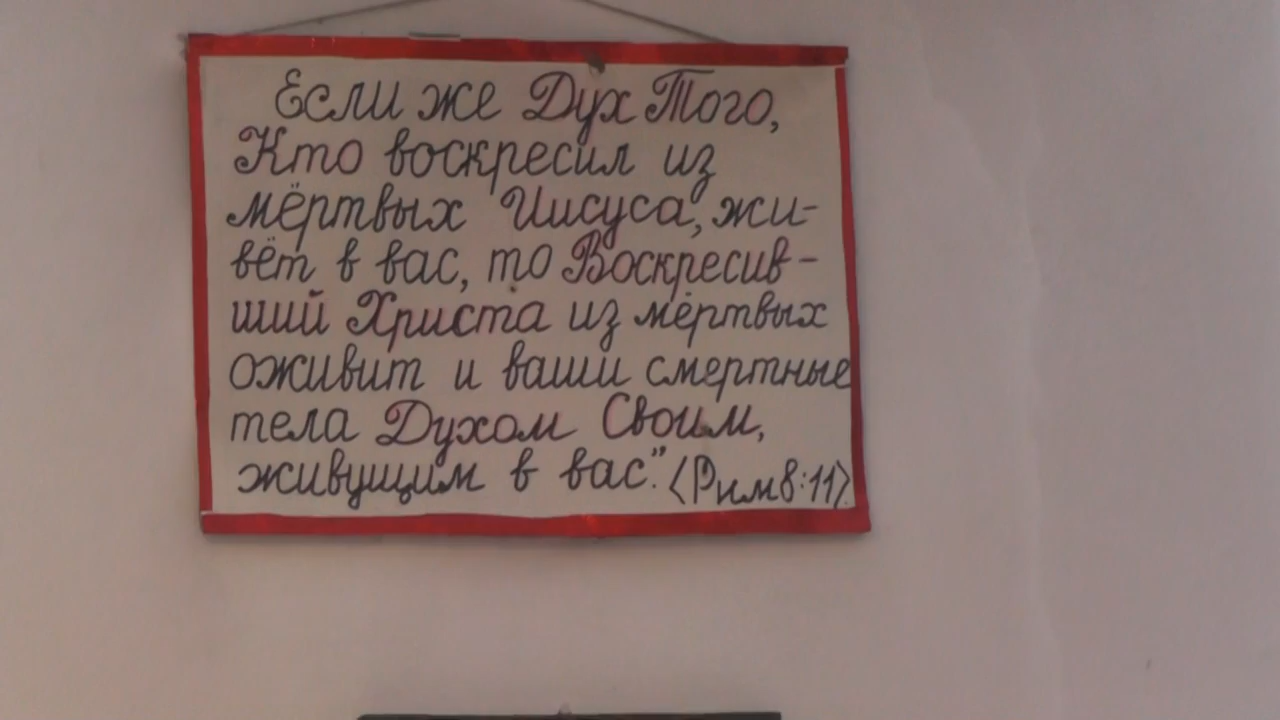 Если же Дух Того,
Кто воскресил из
мёртвых Иисуса, жи-
вёт в вас, то Воскресив-
ший Христа из мёртвых
оживит и ваши смертные
тела Духом Своим,
живущим в вас." (Рим 8:11).